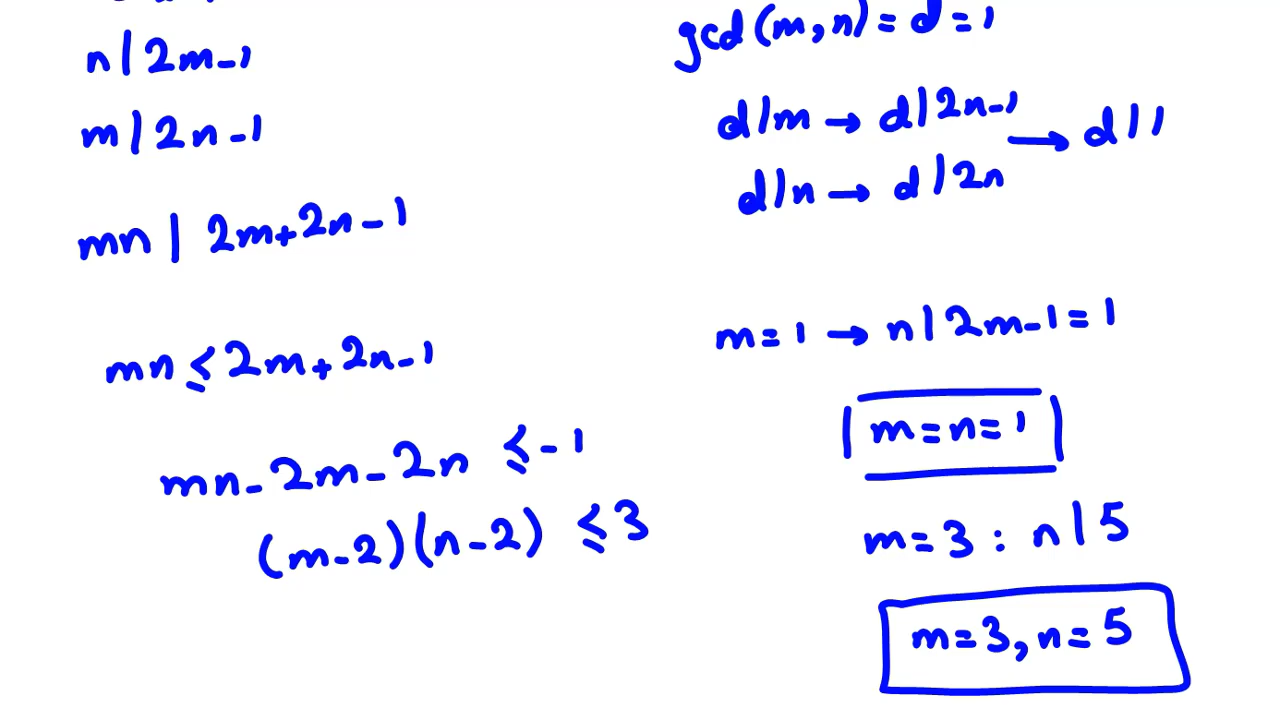 n | 2m-1
m | 2n-1
mn | 2m+2n-1
mn ≤ 2m+2n-1
mn-2m-2n ≤ -1
(m-2)(n-2) ≤ 3
gcd(m,n)=d=1
d|m → d|2n-1
→ d|1
d|n → d|2n
m=1 → n|2m-1=1
m=n=1
m=3 : n|5
m=3, n=5